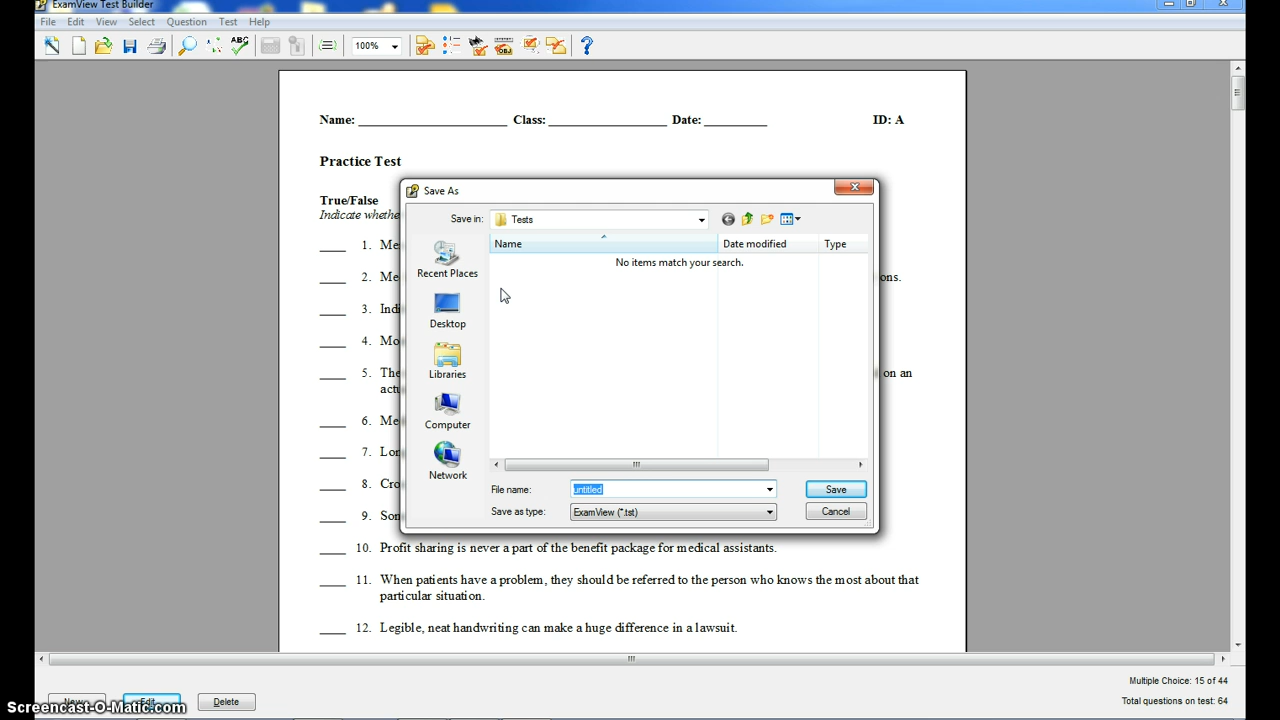 ExamView Test Builder
File Edit View Select Question Test Help
ABC 100% OBJ ?
Name: Class: Date: ID: A
Practice Test
True/False
Indicate whethe
1. Me
2. Me ons.
3. Indi
4. Mo
5. The on an
actu
6. Me
7. Lon
8. Cro
9. Son
10. Profit sharing is never a part of the benefit package for medical assistants.
11. When patients have a problem, they should be referred to the person who knows the most about that
particular situation.
12. Legible, neat handwriting can make a huge difference in a lawsuit.
Save As
Save in: Tests
Name Date modified Type
No items match your search.
Recent Places
Desktop
Libraries
Computer
Network
File name: untitled Save
Save as type: ExamView (*.tst) Cancel
Multiple Choice: 15 of 44
New Edit Delete Total questions on test: 64
Screencast-O-Matic.com